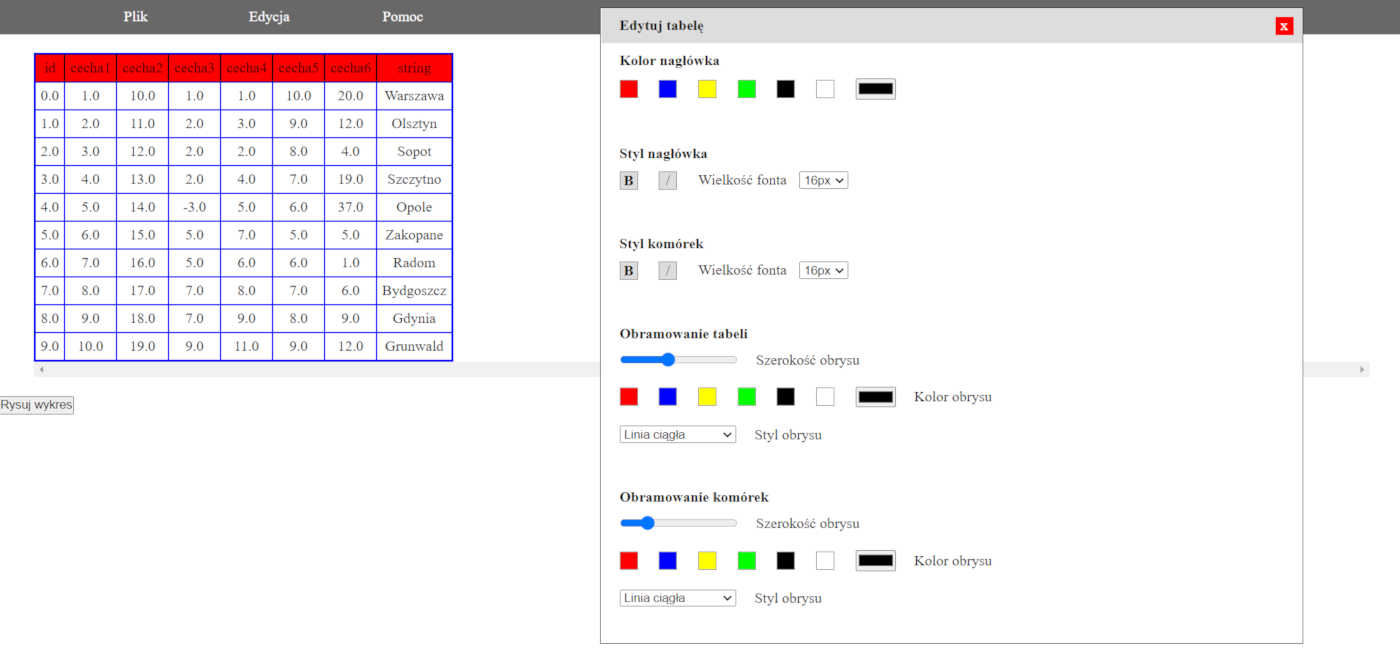 Plik Edycja Pomoc
id cecha1 cecha2 cecha3 cecha4 cecha5 cecha6 string
0.0 1.0 10.0 1.0 1.0 10.0 20.0 Warszawa
1.0 2.0 11.0 2.0 3.0 9.0 12.0 Olsztyn
2.0 3.0 12.0 2.0 2.0 8.0 4.0 Sopot
3.0 4.0 13.0 2.0 4.0 7.0 19.0 Szczytno
4.0 5.0 14.0 -3.0 5.0 6.0 37.0 Opole
5.0 6.0 15.0 5.0 7.0 5.0 5.0 Zakopane
6.0 7.0 16.0 5.0 6.0 6.0 1.0 Radom
7.0 8.0 17.0 7.0 8.0 7.0 6.0 Bydgoszcz
8.0 9.0 18.0 7.0 9.0 8.0 9.0 Gdynia
9.0 10.0 19.0 9.0 11.0 9.0 12.0 Grunwald
Rysuj wykres
Edytuj tabelę x
Kolor nagłówka
Styl nagłówka
B / Wielkość fonta 16px
Styl komórek
B / Wielkość fonta 16px
Obramowanie tabeli
Szerokość obrysu
Kolor obrysu
Linia ciągła Styl obrysu
Obramowanie komórek
Szerokość obrysu
Kolor obrysu
Linia ciągła Styl obrysu